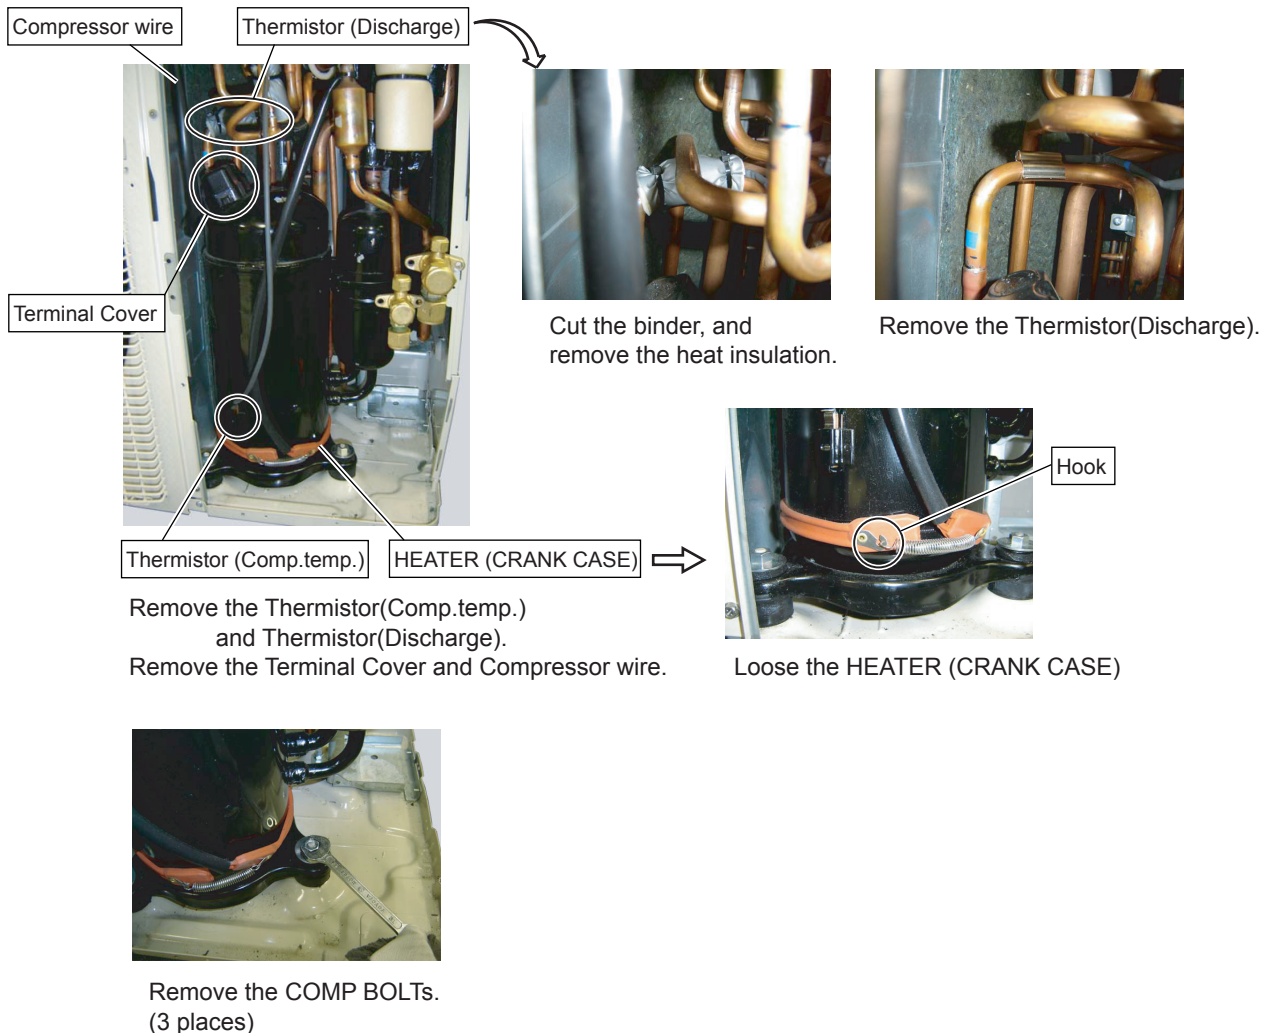 Compressor wire
Thermistor (Discharge)
Terminal Cover
Cut the binder, and
remove the heat insulation.
Remove the Thermistor(Discharge).
Hook
Thermistor (Comp.temp.)
HEATER (CRANK CASE)
Remove the Thermistor(Comp.temp.)
and Thermistor(Discharge).
Remove the Terminal Cover and Compressor wire.
Loose the HEATER (CRANK CASE)
Remove the COMP BOLTs.
(3 places)